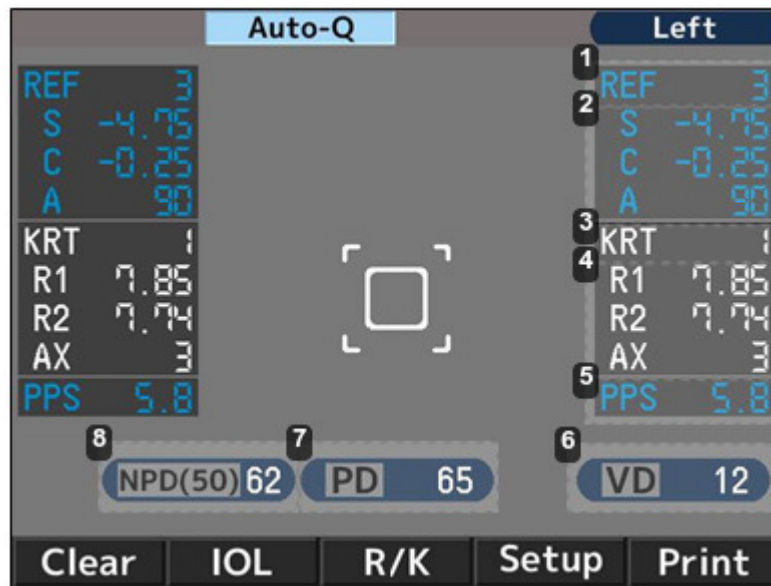 Auto-Q Left
1
REF 3 REF 3
2
S -4.75 S -4.75
C -0.25 C -0.25
A 90 A 90
3
KRT 1 KRT 1
4
R1 7.85 R1 7.85
R2 7.74 R2 7.74
AX 3 AX 3
5
PPS 5.8 PPS 5.8
8 7 6
NPD(50) 62 PD 65 VD 12
Clear IOL R/K Setup Print